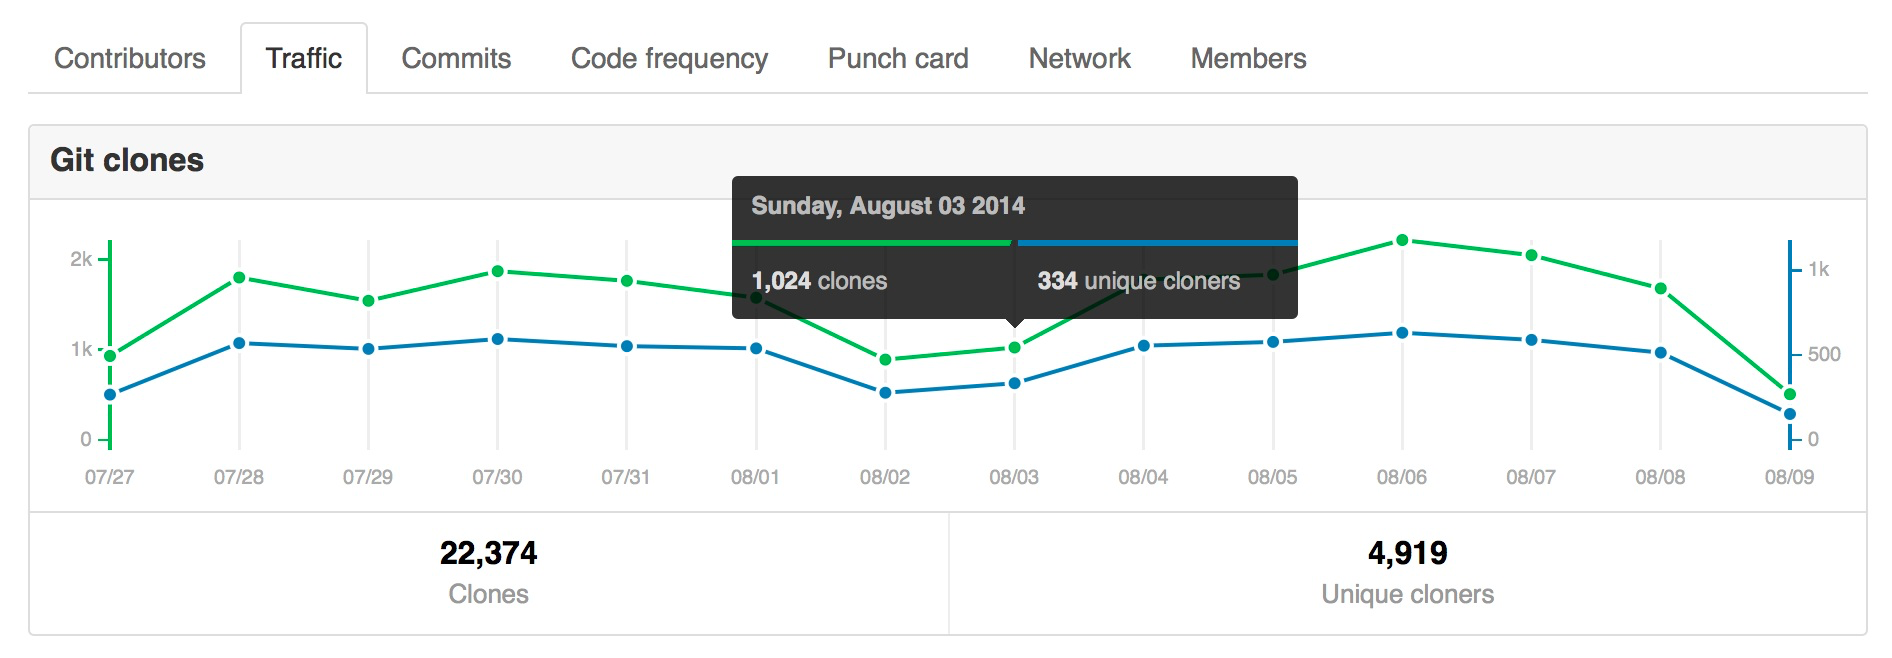 Contributors Traffic Commits Code frequency Punch card Network Members
Git clones
Sunday, August 03 2014
1,024 clones 334 unique cloners
2k
1k
0
1k
500
0
07/27 07/28 07/29 07/30 07/31 08/01 08/02 08/03 08/04 08/05 08/06 08/07 08/08 08/09
22,374 4,919
Clones Unique cloners